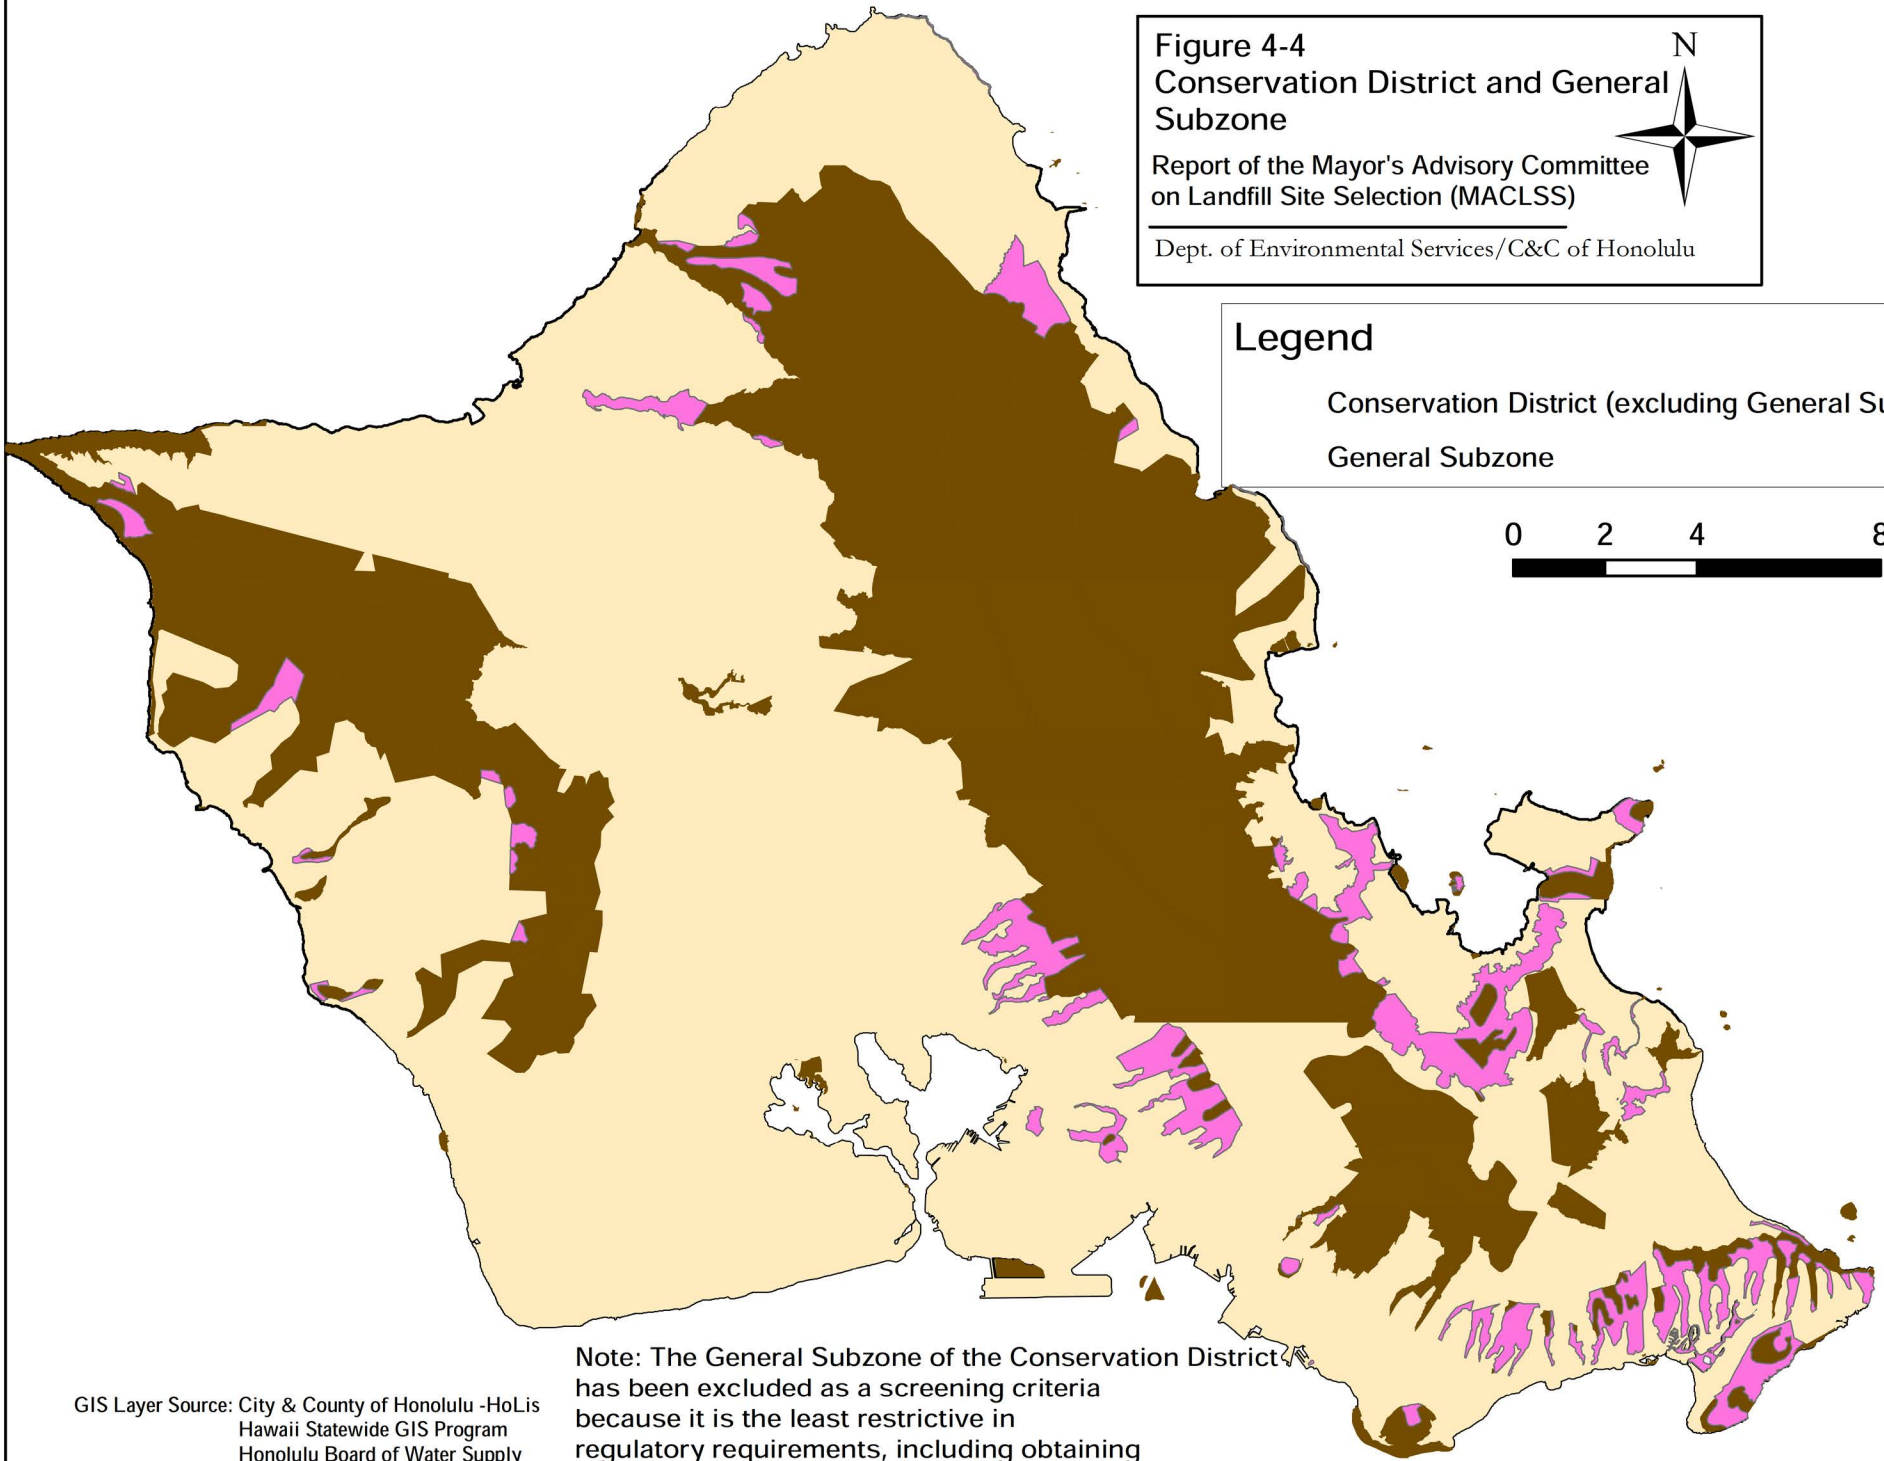 Figure 4-4
N
Conservation District and General
Subzone
Report of the Mayor's Advisory Committee
on Landfill Site Selection (MACLSS)
Dept. of Environmental Services/C&C of Honolulu
Legend
Conservation District (excluding General Su
General Subzone
0 2 4 8
Note: The General Subzone of the Conservation District
has been excluded as a screening criteria
because it is the least restrictive in
regulatory requirements, including obtaining
GIS Layer Source: City & County of Honolulu -HoLis
Hawaii Statewide GIS Program
Honolulu Board of Water Supply